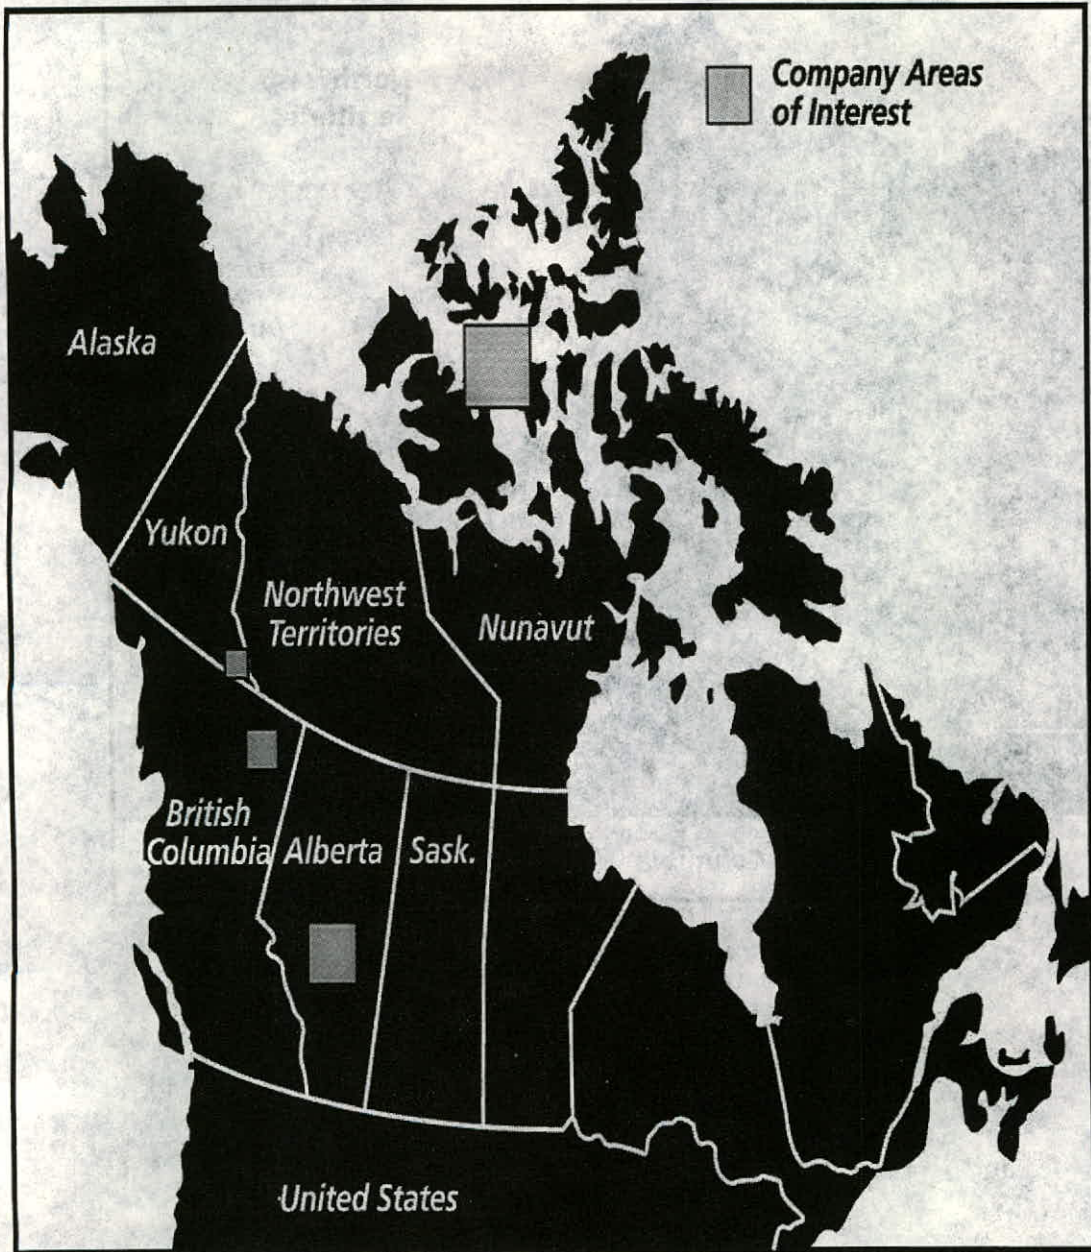 Company Areas
of Interest
Alaska
Yukon
Northwest
Territories
Nunavut
British
Columbia
Alberta
Sask.
United States